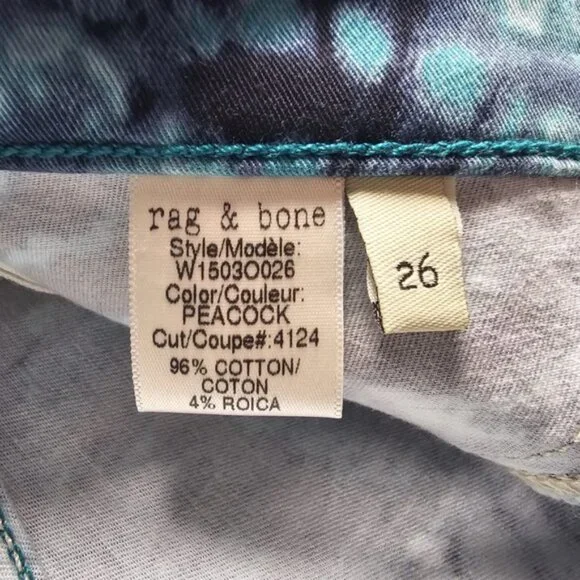 rag & bone
Style/Modèle:
W1503O026
Color/Couleur:
PEACOCK
Cut/Coupe#:4124
96% COTTON/
COTON
4% ROICA
26